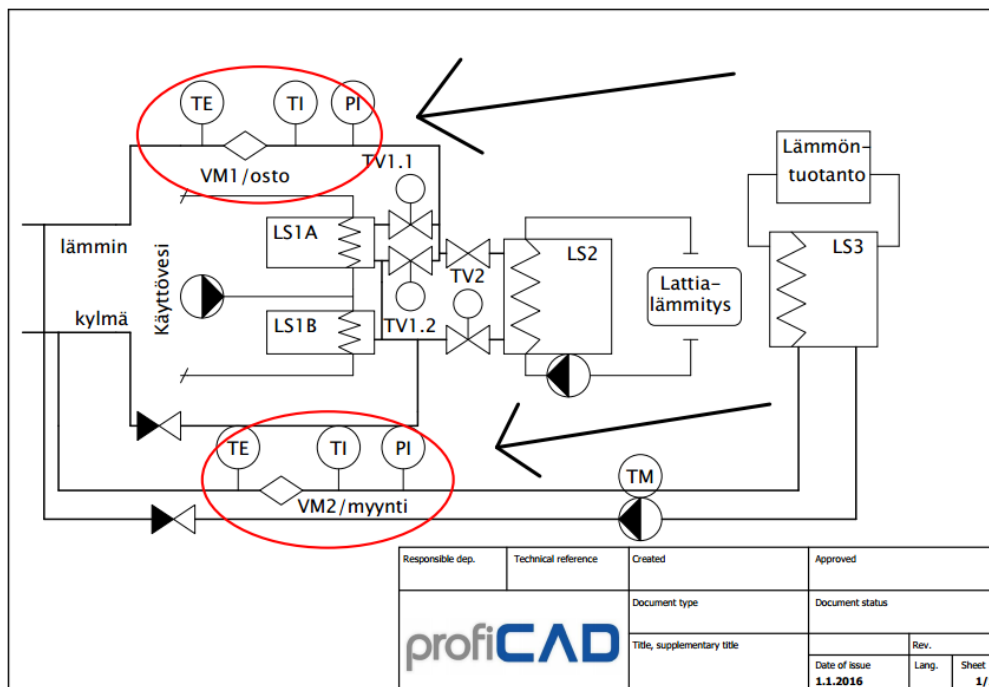 TE
TI
PI
VM1/osto
TV1.1
Lämmön-
tuotanto
LS1A
lämmin
Käyttövesi
LS2
LS3
TV2
Lattia-
lämmitys
kylmä
LS1B
TV1.2
TE
TI
PI
VM2/myynti
TM
Responsible dep.
Technical reference
Created
Approved
Document type
Document status
profiCAD
Title, supplementary title
Rev.
Date of issue
1.1.2016
Lang.
Sheet
1/